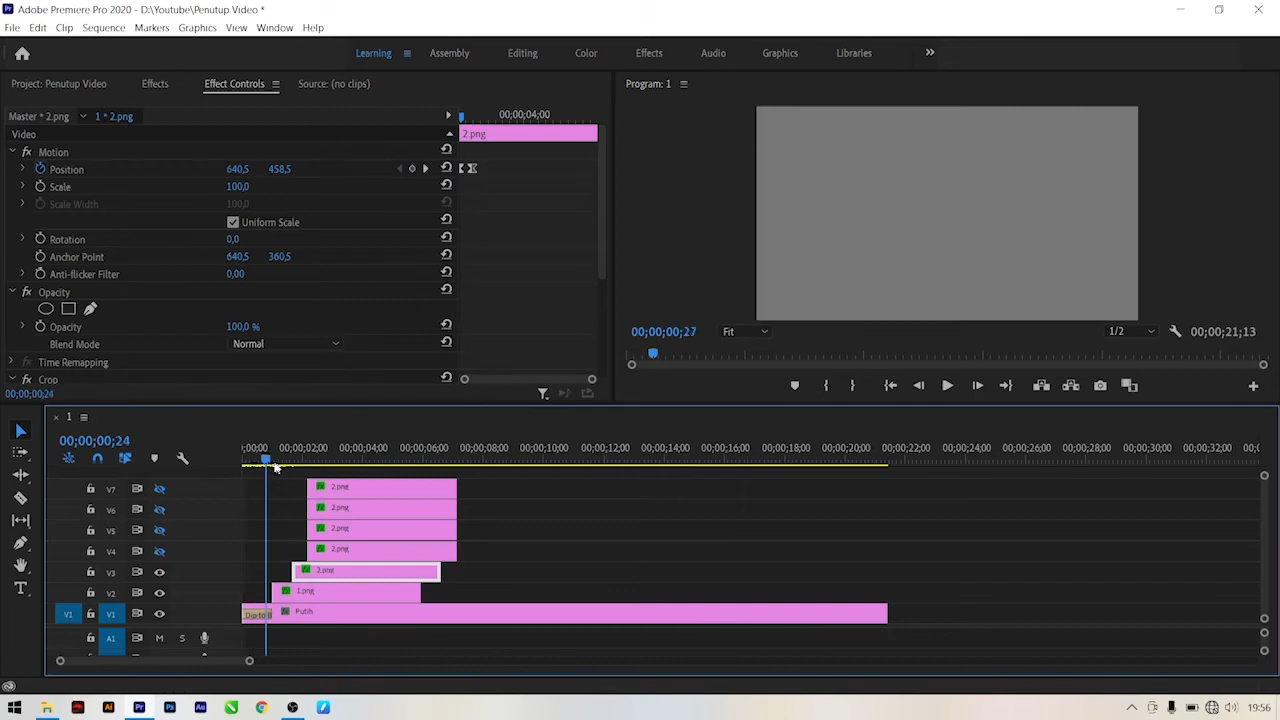 Adobe Premiere Pro 2020 - D:\Youtube\Penutup Video *
File Edit Clip Sequence Markers Graphics View Window Help
Learning Assembly Editing Color Effects Audio Graphics Libraries
Project: Penutup Video Effects Effect Controls Source: (no clips) Program: 1
Master * 2.png 1 * 2.png 00;00;04;00
Video 2.png
fx Motion
Position 640,5 458,5
Scale 100,0
Scale Width 100,0
Uniform Scale
Rotation 0,0
Anchor Point 640,5 360,5
Anti-flicker Filter 0,00
fx Opacity
Opacity 100,0 %
Blend Mode Normal
fx Time Remapping
fx Crop
00;00;00;24
00;00;00;27 Fit 1/2 00;00;21;13
1
00;00;00;24
;00;00 00;00;02;00 00;00;04;00 00;00;06;00 00;00;08;00 00;00;10;00 00;00;12;00 00;00;14;00 00;00;16;00 00;00;18;00 00;00;20;00 00;00;22;00 00;00;24;00 00;00;26;00 00;00;28;00 00;00;30;00 00;00;32;00
V7 2.png
V6 2.png
V5 2.png
V4 2.png
V3 2.png
V2 1.png
V1 V1 Dip to Putih
A1 M S
19:56